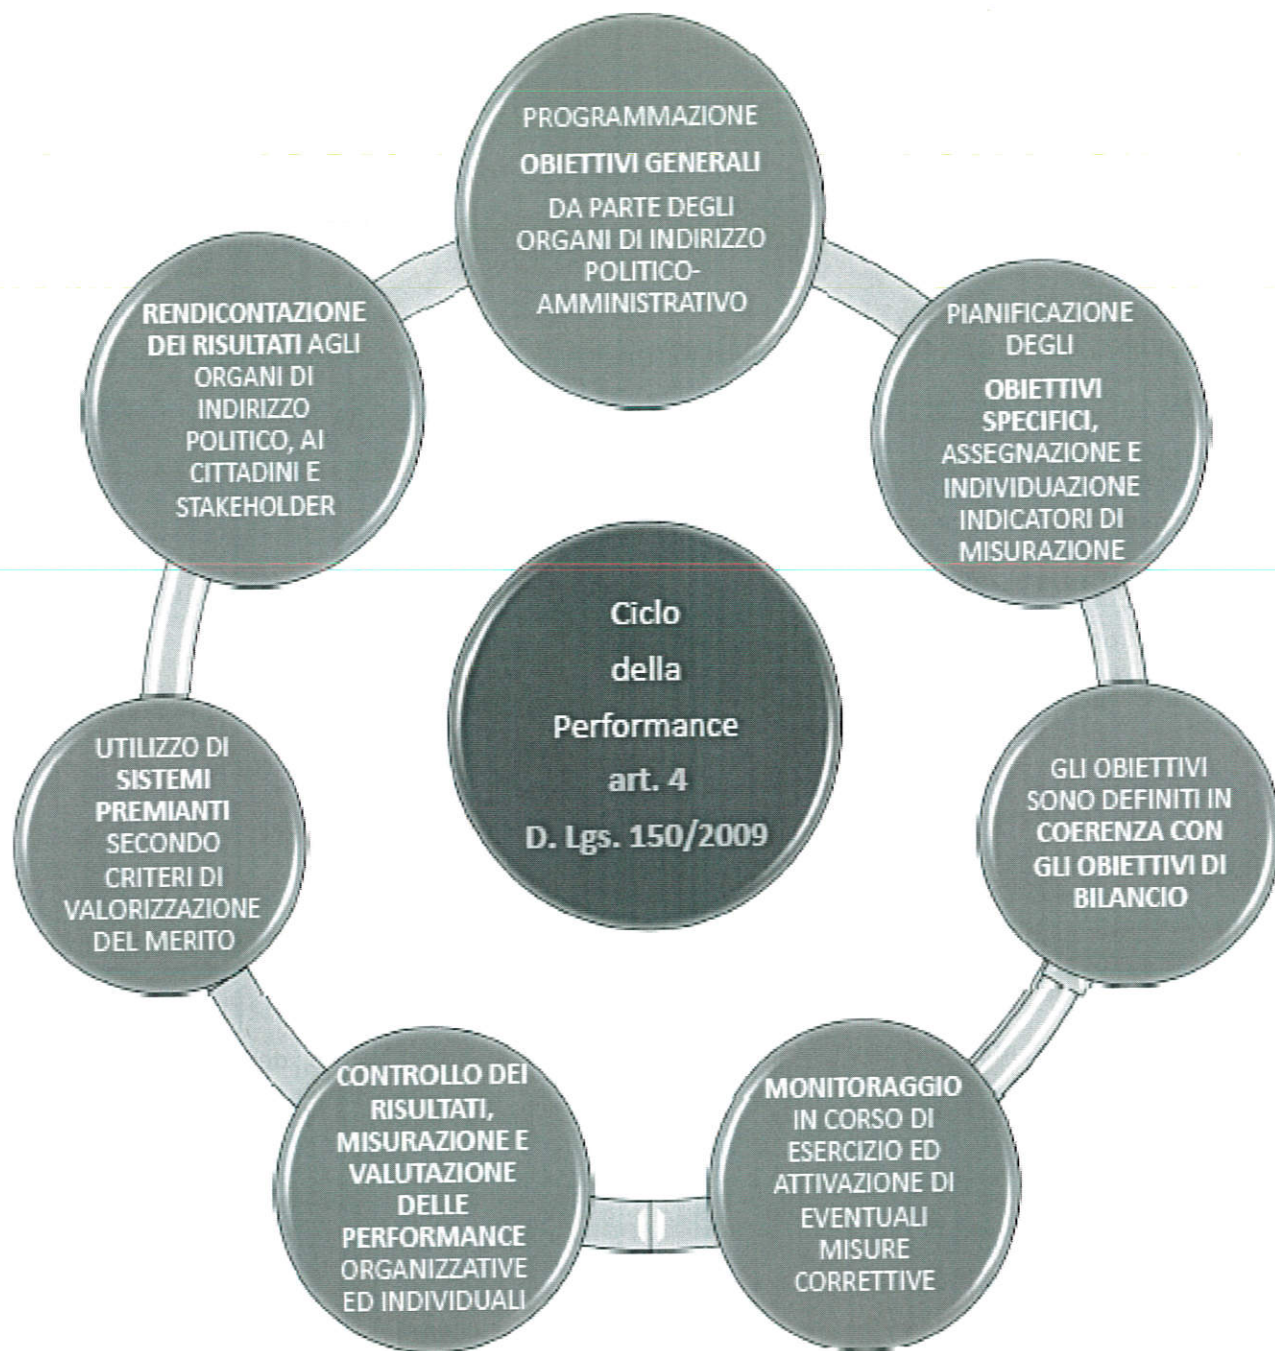 PROGRAMMAZIONE
OBIETTIVI GENERALI
DA PARTE DEGLI
ORGANI DI INDIRIZZO
POLITICO-
AMMINISTRATIVO
PIANIFICAZIONE
DEGLI
OBIETTIVI
SPECIFICI,
ASSEGNAZIONE E
INDIVIDUAZIONE
INDICATORI DI
MISURAZIONE
GLI OBIETTIVI
SONO DEFINITI IN
COERENZA CON
GLI OBIETTIVI DI
BILANCIO
MONITORAGGIO
IN CORSO DI
ESERCIZIO ED
ATTIVAZIONE DI
EVENTUALI
MISURE
CORRETTIVE
CONTROLLO DEI
RISULTATI,
MISURAZIONE E
VALUTAZIONE
DELLE
PERFORMANCE
ORGANIZZATIVE
ED INDIVIDUALI
UTILIZZO DI
SISTEMI
PREMIANTI
SECONDO
CRITERI DI
VALORIZZAZIONE
DEL MERITO
RENDICONTAZIONE
DEI RISULTATI AGLI
ORGANI DI
INDIRIZZO
POLITICO, AI
CITTADINI E
STAKEHOLDER
Ciclo
della
Performance
art. 4
D. Lgs. 150/2009